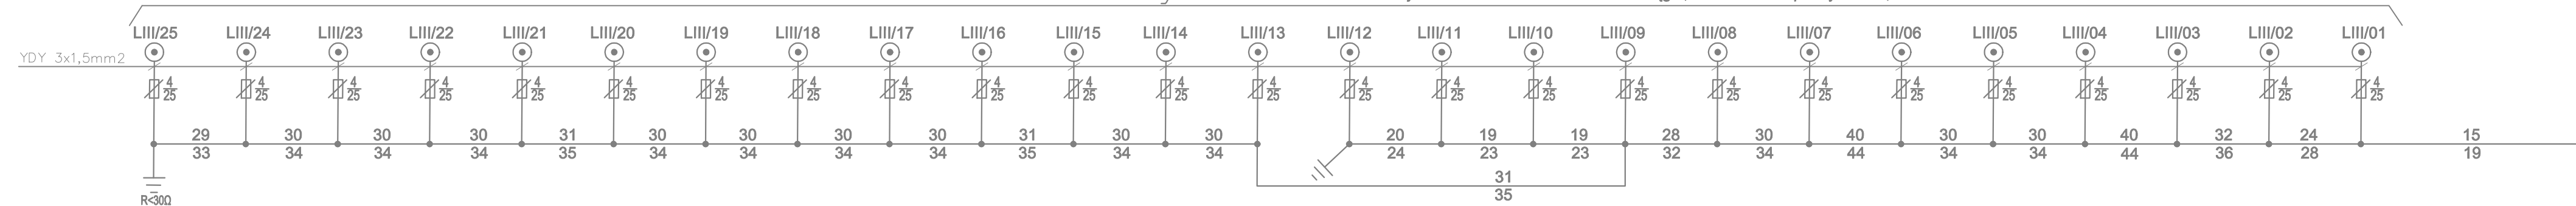 LIII/25 LIII/24 LIII/23 LIII/22 LIII/21 LIII/20 LIII/19 LIII/18 LIII/17 LIII/16 LIII/15 LIII/14 LIII/13 LIII/12 LIII/11 LIII/10 LIII/09 LIII/08 LIII/07 LIII/06 LIII/05 LIII/04 LIII/03 LIII/02 LIII/01
YDY 3x1,5mm2
4 4 4 4 4 4 4 4 4 4 4 4 4 4 4 4 4 4 4 4 4 4 4 4 4
25 25 25 25 25 25 25 25 25 25 25 25 25 25 25 25 25 25 25 25 25 25 25 25 25
29 30 30 30 31 30 30 30 30 31 30 30 20 19 19 28 30 40 30 30 40 32 24 15
33 34 34 34 35 34 34 34 34 35 34 34 24 23 23 32 34 44 34 34 44 36 28 19
31
35
R<30Ω